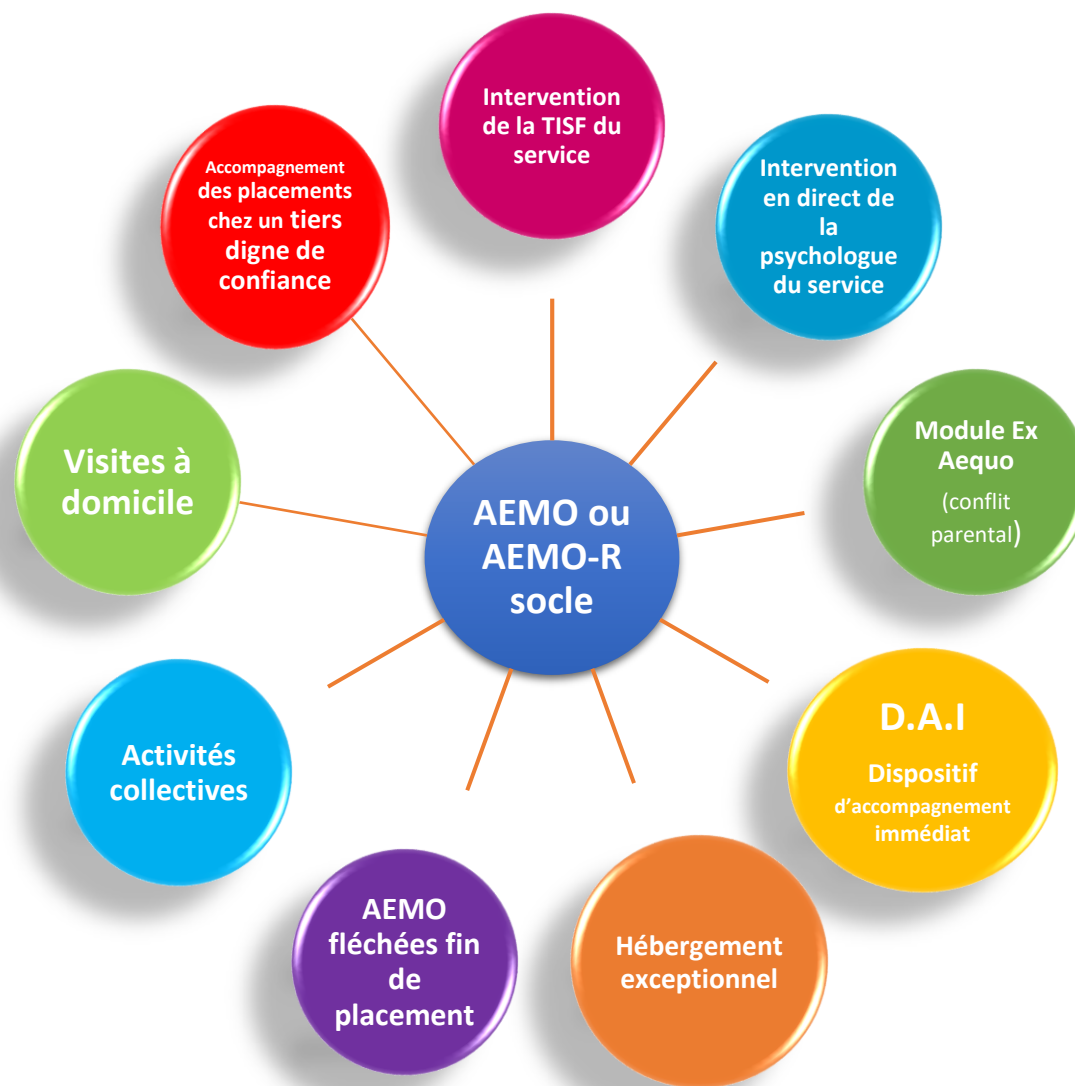 Intervention
de la TISF du
service
Intervention
en direct de
la
psychologue
du service
Module Ex
Aequo
(conflit
parental)
D.A.I
Dispositif
d'accompagnement
immédiat
Hébergement
exceptionnel
AEMO
fléchées fin
de
placement
Activités
collectives
Visites à
domicile
Accompagnement
des placements
chez un tiers
digne de
confiance
AEMO ou
AEMO-R
socle